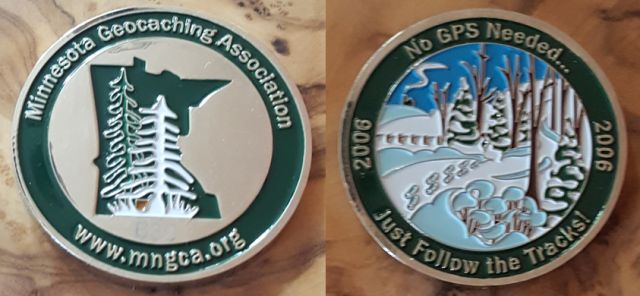 Minnesota Geocaching Association
www.mngca.org
No GPS Needed...
2006
2006
Just Follow the Tracks!